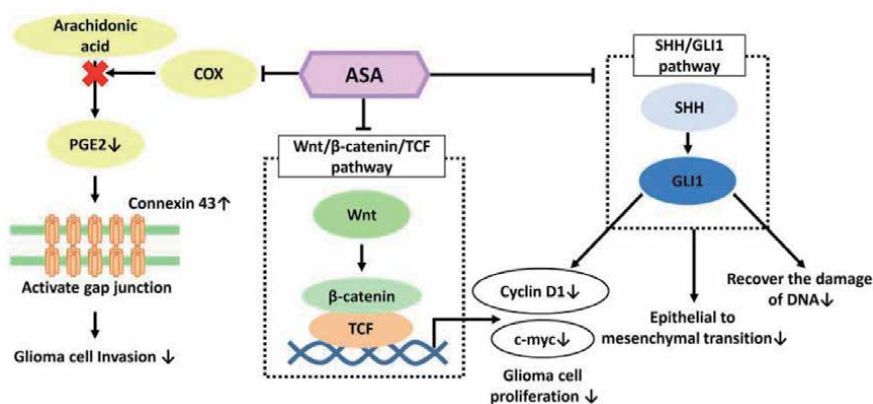 Arachidonic
acid
COX
ASA
SHH/GLI1
pathway
SHH
GLI1
PGE2↓
Connexin 43↑
Activate gap junction
Glioma cell Invasion ↓
Wnt/β-catenin/TCF
pathway
Wnt
β-catenin
TCF
Cyclin D1↓
c-myc↓
Glioma cell
proliferation ↓
Epithelial to
mesenchymal transition↓
Recover the damage
of DNA↓